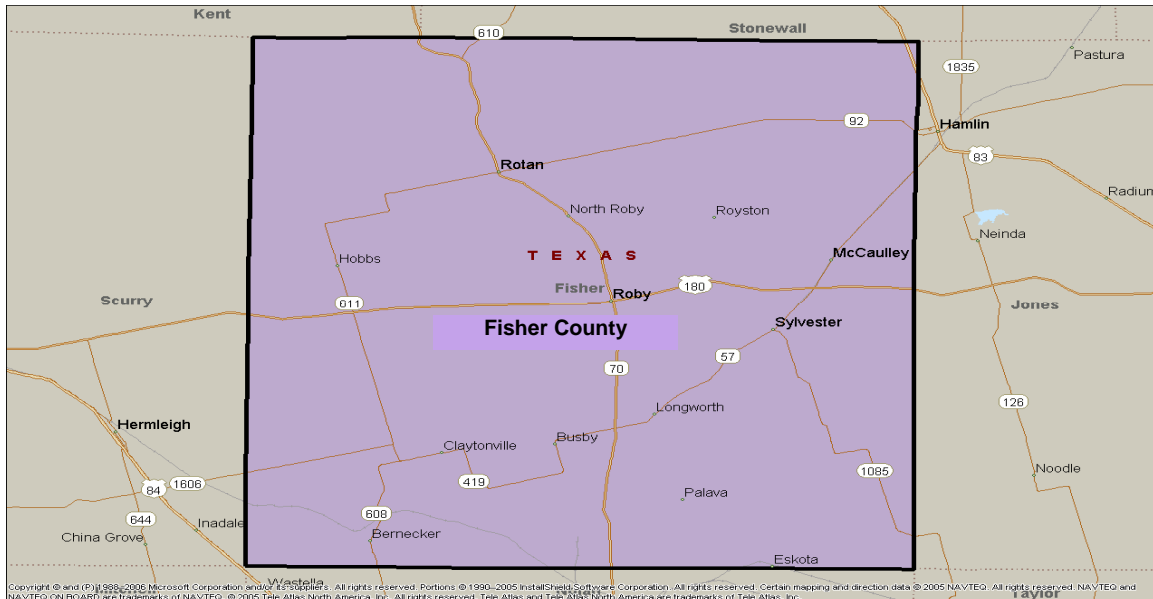 Kent
610
Stonewall
Pastura
1835
92
Hamlin
83
Rotan
Radium
North Roby
Royston
Neinda
TEXAS
McCaulley
Hobbs
180
Fisher
Roby
Scurry
611
Jones
Sylvester
Fisher County
57
70
126
Longworth
Hermleigh
Busby
Claytonville
Noodle
1085
419
1606
84
Palava
608
644
Inadale
Bernecker
China Grove
Eskota
Westella
Copyright © and (P) 1988–2006 Microsoft Corporation and/or its suppliers. All rights reserved. Portions © 1990–2005 InstallShield Software Corporation. All rights reserved. Certain mapping and direction data © 2005 NAVTEQ. All rights reserved. NAVTEQ and
Mitchell
Nolan
Taylor
NAVTEQ ON BOARD are trademarks of NAVTEQ. © 2005 Tele Atlas North America, Inc. All rights reserved. Tele Atlas and Tele Atlas North America are trademarks of Tele Atlas, Inc.